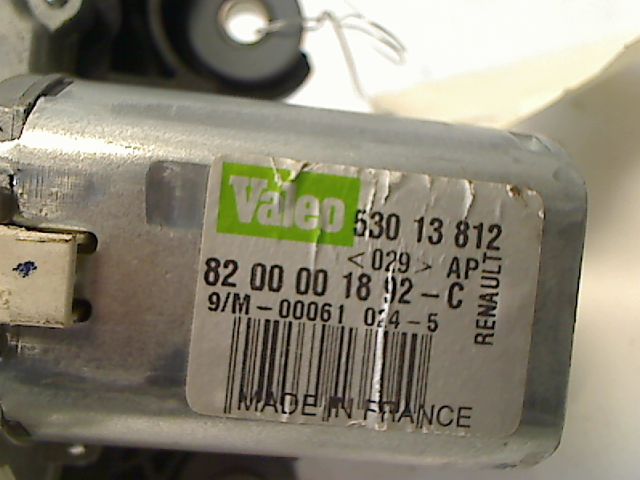 Valeo 530 13 812
<029> AP
82 00 00 18 92-C
9/M-00061 024-5
RENAULT
MADE IN FRANCE